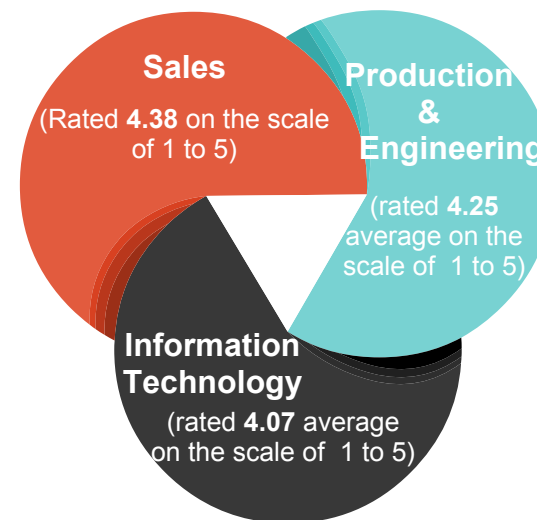 Sales
(Rated 4.38 on the scale
of 1 to 5)
Production
&
Engineering
(rated 4.25
average on the
scale of 1 to 5)
Information
Technology
(rated 4.07 average
on the scale of 1 to 5)